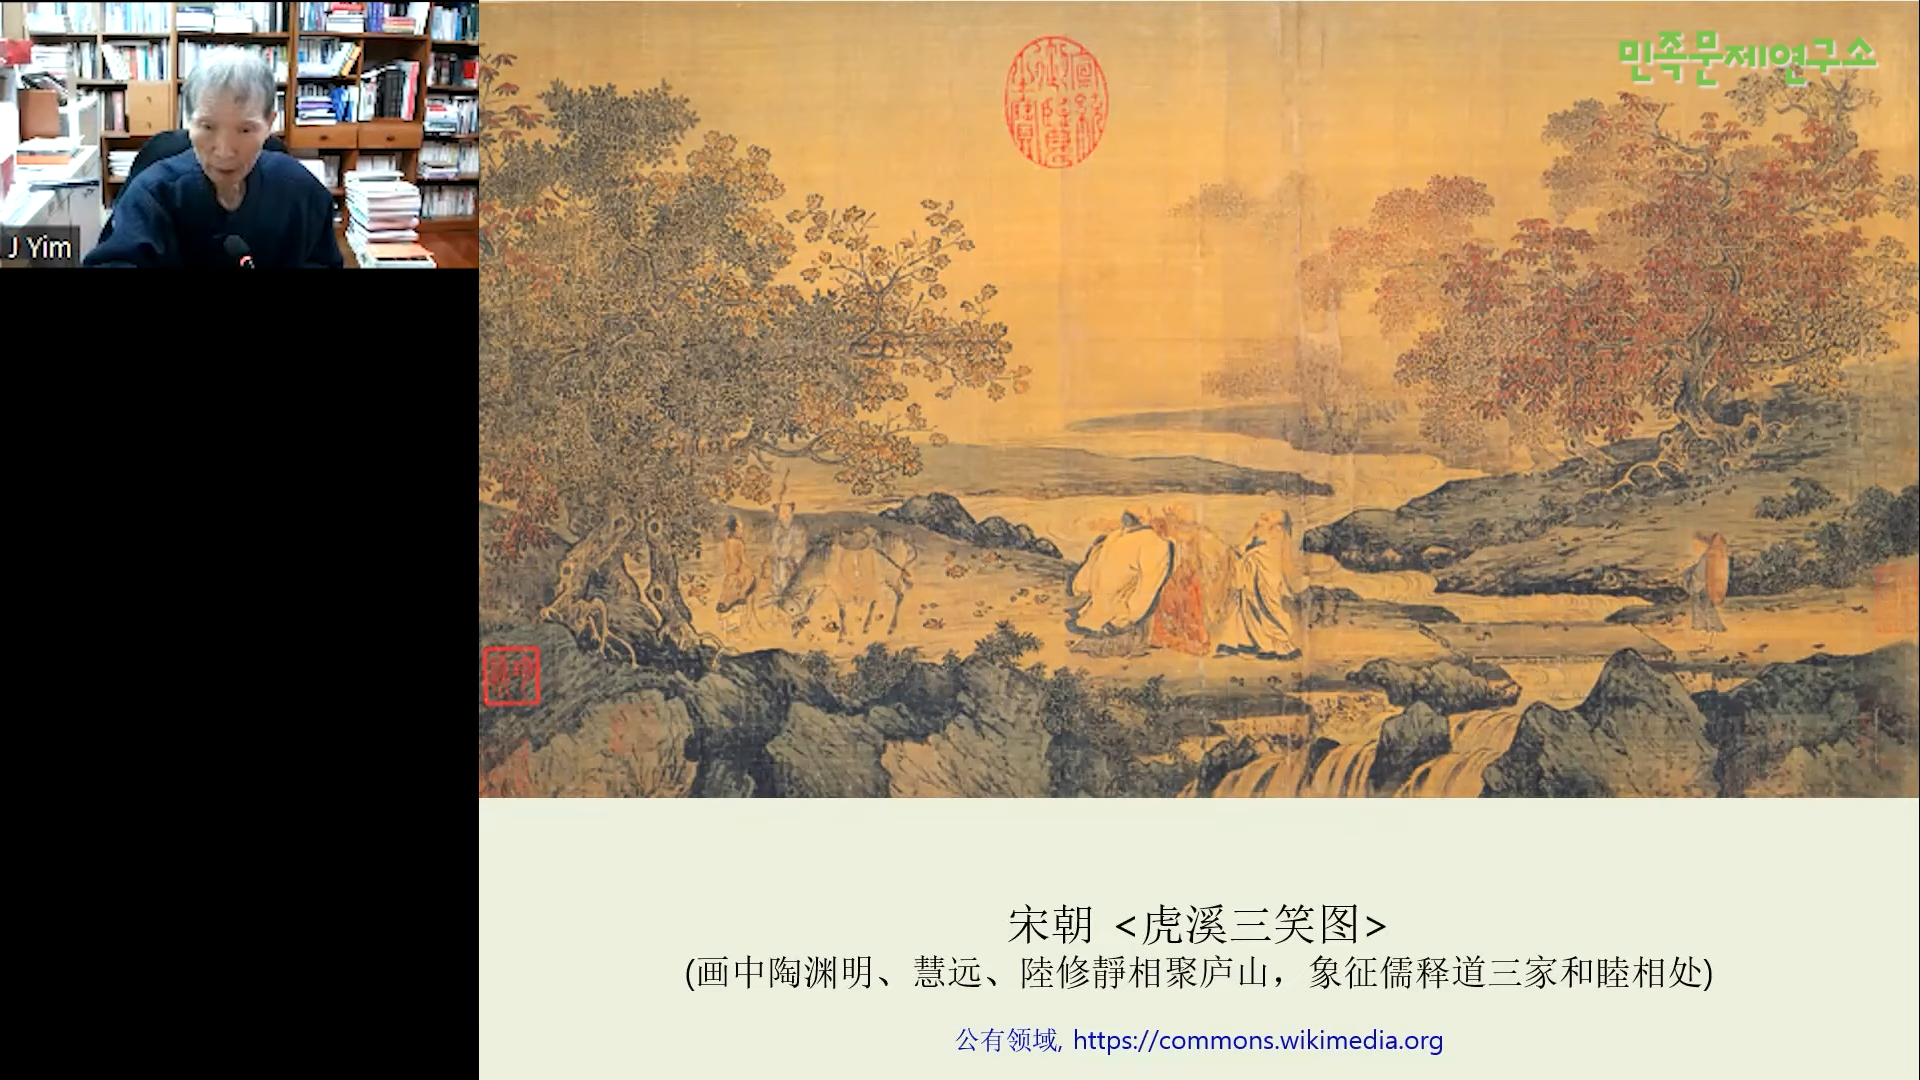 민족문제연구소
J Yim
宋朝 <虎溪三笑图>
(画中陶渊明、慧远、陸修靜相聚庐山，象征儒释道三家和睦相处)
公有领域, https://commons.wikimedia.org